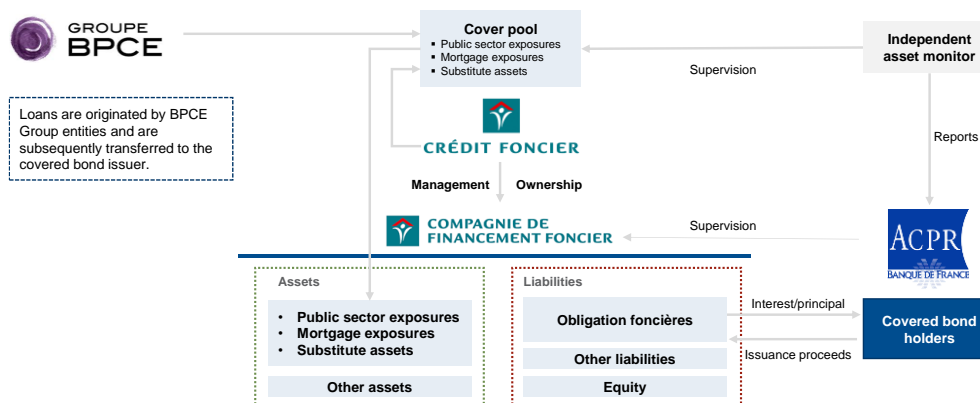 GROUPE
BPCE
Cover pool
▪ Public sector exposures
▪ Mortgage exposures
▪ Substitute assets
Supervision
Independent
asset monitor
Loans are originated by BPCE
Group entities and are
subsequently transferred to the
covered bond issuer.
CRÉDIT FONCIER
Reports
Management
Ownership
COMPAGNIE DE
FINANCEMENT FONCIER
Supervision
ACPR
BANQUE DE FRANCE
Assets
• Public sector exposures
• Mortgage exposures
• Substitute assets
Other assets
Liabilities
Obligation foncières
Other liabilities
Equity
Interest/principal
Issuance proceeds
Covered bond
holders